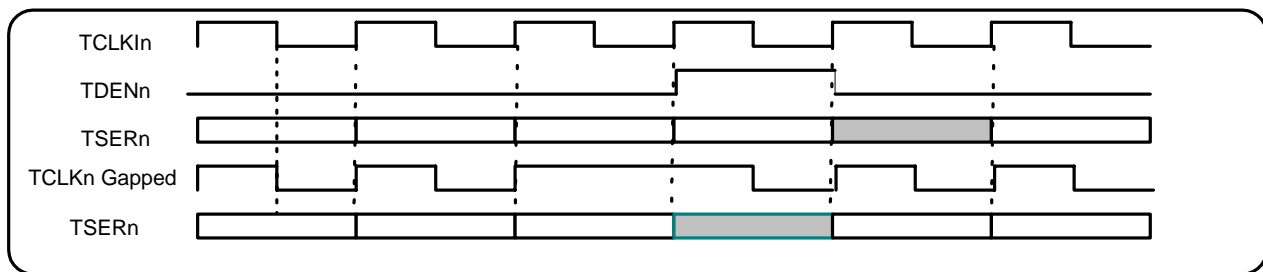 TCLKIn
TDENn
TSERn
TCLKn Gapped
TSERn